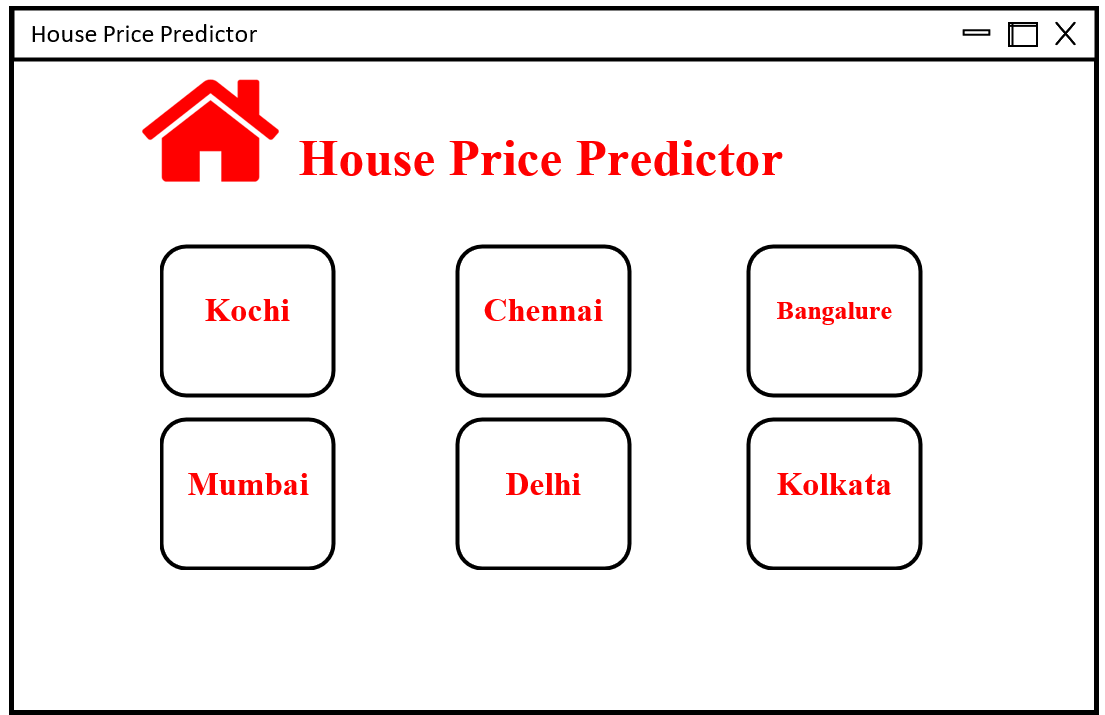 House Price Predictor
House Price Predictor
Kochi
Chennai
Bangalure
Mumbai
Delhi
Kolkata